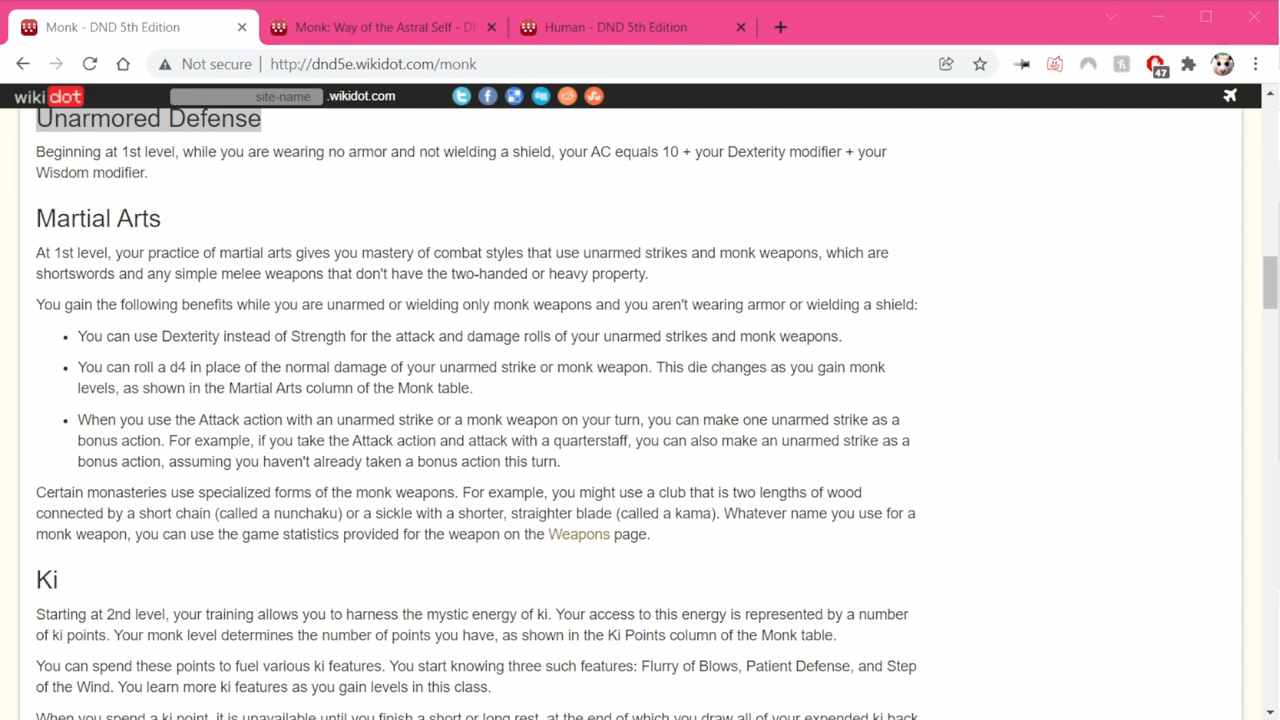 Monk - DND 5th Edition
Monk: Way of the Astral Self - D
Human - DND 5th Edition
Not secure http://dnd5e.wikidot.com/monk
47
wikidot site-name .wikidot.com
Unarmored Defense
Beginning at 1st level, while you are wearing no armor and not wielding a shield, your AC equals 10 + your Dexterity modifier + your
Wisdom modifier.
Martial Arts
At 1st level, your practice of martial arts gives you mastery of combat styles that use unarmed strikes and monk weapons, which are
shortswords and any simple melee weapons that don't have the two-handed or heavy property.
You gain the following benefits while you are unarmed or wielding only monk weapons and you aren't wearing armor or wielding a shield:
• You can use Dexterity instead of Strength for the attack and damage rolls of your unarmed strikes and monk weapons.
• You can roll a d4 in place of the normal damage of your unarmed strike or monk weapon. This die changes as you gain monk
levels, as shown in the Martial Arts column of the Monk table.
• When you use the Attack action with an unarmed strike or a monk weapon on your turn, you can make one unarmed strike as a
bonus action. For example, if you take the Attack action and attack with a quarterstaff, you can also make an unarmed strike as a
bonus action, assuming you haven't already taken a bonus action this turn.
Certain monasteries use specialized forms of the monk weapons. For example, you might use a club that is two lengths of wood
connected by a short chain (called a nunchaku) or a sickle with a shorter, straighter blade (called a kama). Whatever name you use for a
monk weapon, you can use the game statistics provided for the weapon on the Weapons page.
Ki
Starting at 2nd level, your training allows you to harness the mystic energy of ki. Your access to this energy is represented by a number
of ki points. Your monk level determines the number of points you have, as shown in the Ki Points column of the Monk table.
You can spend these points to fuel various ki features. You start knowing three such features: Flurry of Blows, Patient Defense, and Step
of the Wind. You learn more ki features as you gain levels in this class.
When you spend a ki point, it is unavailable until you finish a short or long rest, at the end of which you draw all of your expended ki back